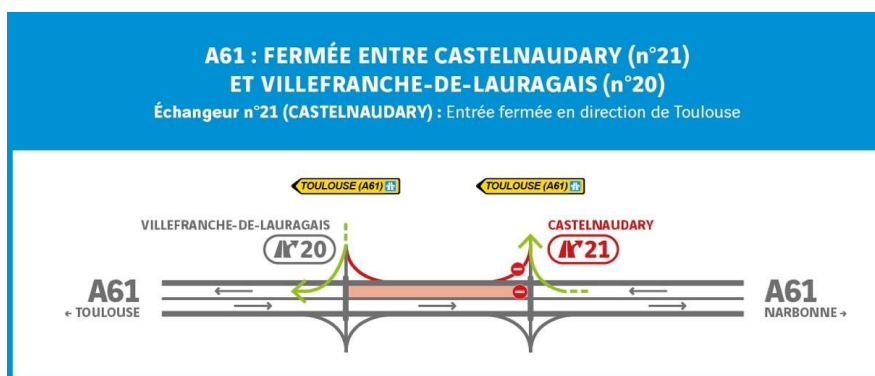 A61 : FERMÉE ENTRE CASTELNAUDARY (n°21)
ET VILLEFRANCHE-DE-LAURAGAIS (n°20)
Échangeur n°21 (CASTELNAUDARY) : Entrée fermée en direction de Toulouse
TOULOUSE (A61)
TOULOUSE (A61)
VILLEFRANCHE-DE-LAURAGAIS
20
CASTELNAUDARY
21
A61
← TOULOUSE
A61
NARBONNE →